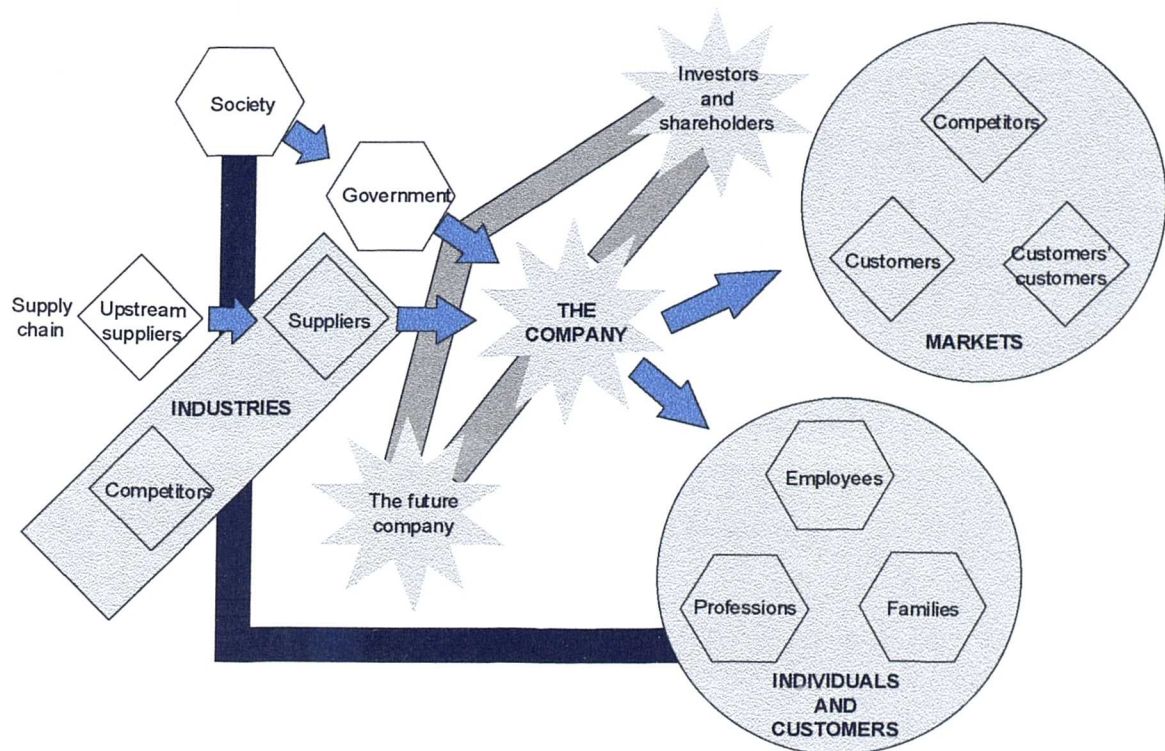 Society
Investors
and
shareholders
Competitors
Government
Customers
Customers'
customers
MARKETS
Supply
chain
Upstream
suppliers
Suppliers
THE
COMPANY
INDUSTRIES
Competitors
The future
company
Employees
Professions
Families
INDIVIDUALS
AND
CUSTOMERS